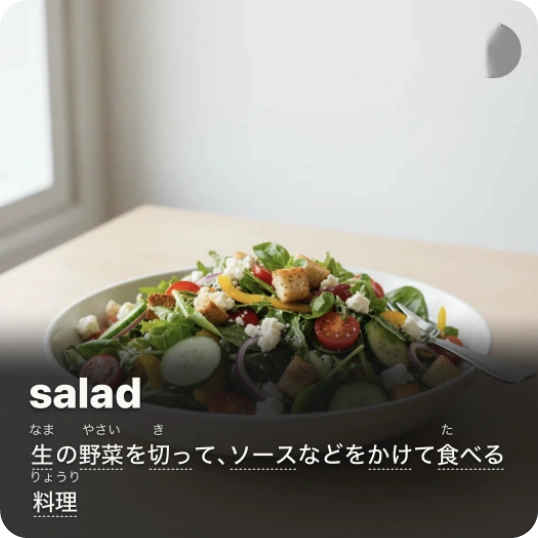 salad
なま やさい き た
生の野菜を切って、ソースなどをかけて食べる
りょうり
料理